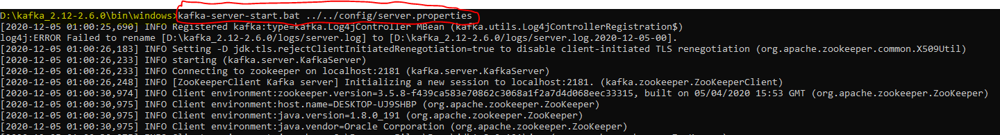 D:\kafka_2.12-2.6.0\bin\windows>kafka-server-start.bat ../../config/server.properties
[2020-12-05 01:00:25,690] INFO Registered kafka:type=kafka.Log4jController MBean (kafka.utils.Log4jControllerRegistration$)
log4j:ERROR Failed to rename [D:\kafka_2.12-2.6.0/logs/server.log] to [D:\kafka_2.12-2.6.0/logs/server.log.2020-12-05-00].
[2020-12-05 01:00:26,183] INFO Setting -D jdk.tls.rejectClientInitiatedRenegotiation=true to disable client-initiated TLS renegotiation (org.apache.zookeeper.common.X509Util)
[2020-12-05 01:00:26,233] INFO starting (kafka.server.KafkaServer)
[2020-12-05 01:00:26,233] INFO Connecting to zookeeper on localhost:2181 (kafka.server.KafkaServer)
[2020-12-05 01:00:26,248] INFO [ZooKeeperClient Kafka server] Initializing a new session to localhost:2181. (kafka.zookeeper.ZooKeeperClient)
[2020-12-05 01:00:30,974] INFO Client environment:zookeeper.version=3.5.8-f439ca583e70862c3068a1f2a7d4d068eec33315, built on 05/04/2020 15:53 GMT (org.apache.zookeeper.ZooKeeper)
[2020-12-05 01:00:30,975] INFO Client environment:host.name=DESKTOP-UJ9SHBP (org.apache.zookeeper.ZooKeeper)
[2020-12-05 01:00:30,975] INFO Client environment:java.version=1.8.0_191 (org.apache.zookeeper.ZooKeeper)
[2020-12-05 01:00:30,975] INFO Client environment:java.vendor=Oracle Corporation (org.apache.zookeeper.ZooKeeper)